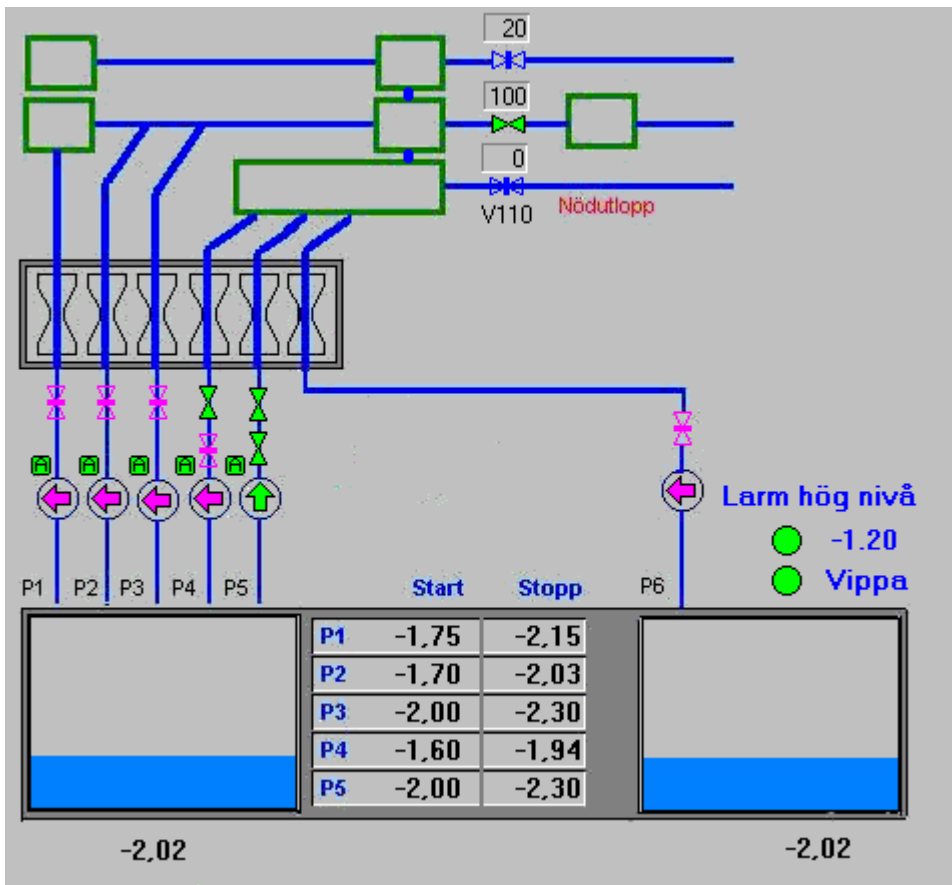 20
100
0
V110 Nödutlopp
A A A A A
Larm hög nivå
-1.20
Vippa
P1 P2 P3 P4 P5 P6
Start Stopp
P1 -1,75 -2,15
P2 -1,70 -2,03
P3 -2,00 -2,30
P4 -1,60 -1,94
P5 -2,00 -2,30
-2,02 -2,02